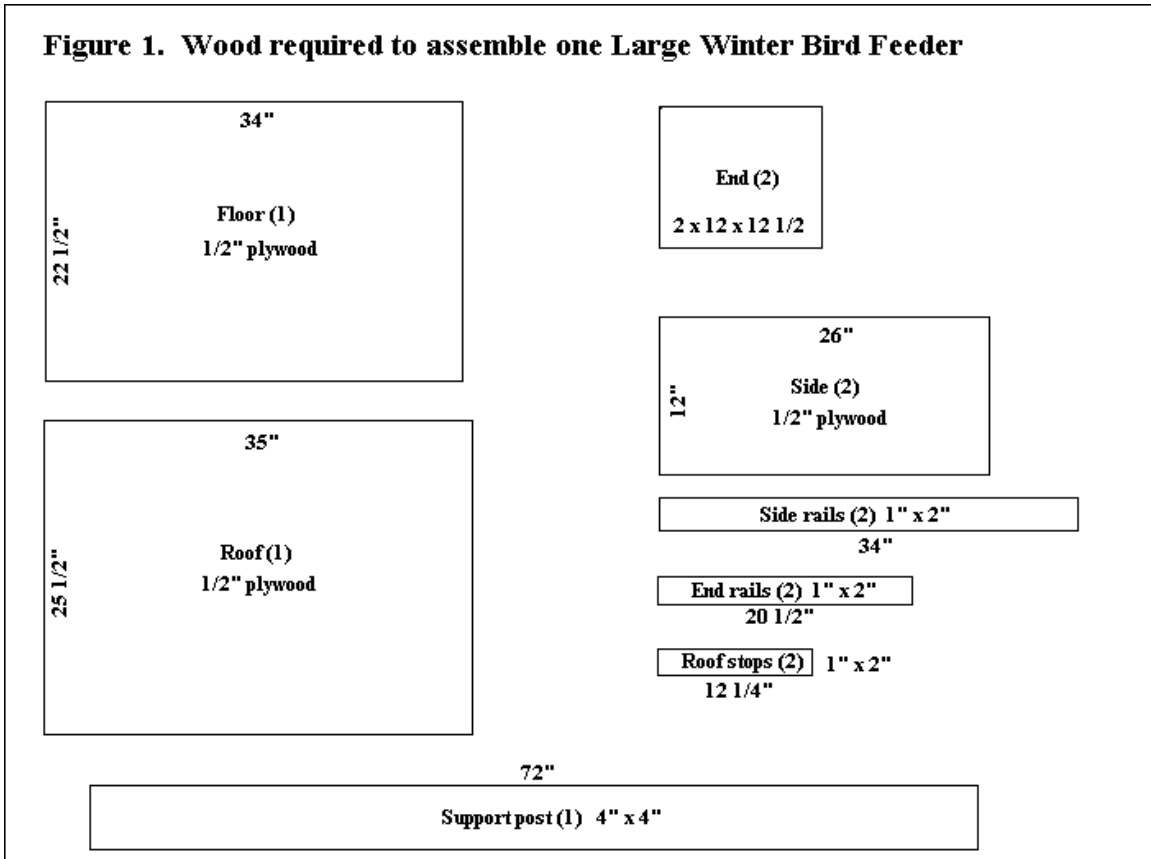 Figure 1. Wood required to assemble one Large Winter Bird Feeder
34"
Floor (1)
1/2" plywood
22 1/2"
End (2)
2 x 12 x 12 1/2
26"
Side (2)
1/2" plywood
12"
35"
Roof (1)
1/2" plywood
25 1/2"
Side rails (2) 1" x 2"
34"
End rails (2) 1" x 2"
20 1/2"
Roof stops (2) 1" x 2"
12 1/4"
72"
Support post (1) 4" x 4"